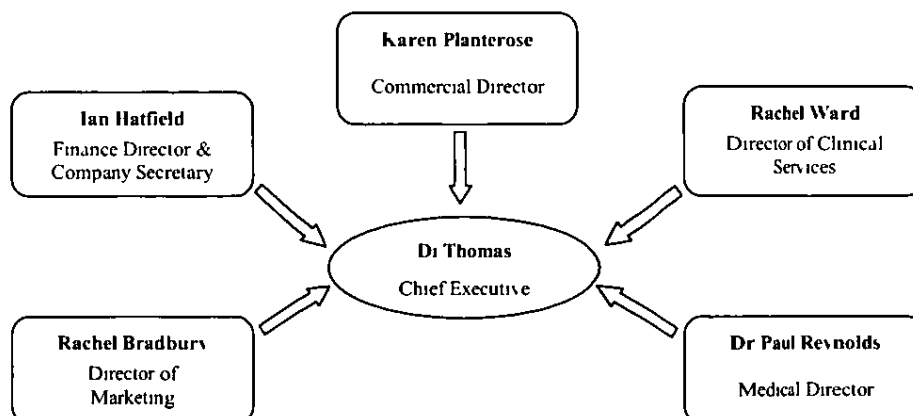 Karen Planterose
Commercial Director
Ian Hatfield
Finance Director &
Company Secretary
Rachel Ward
Director of Clinical
Services
Di Thomas
Chief Executive
Rachel Bradbury
Director of
Marketing
Dr Paul Reynolds
Medical Director